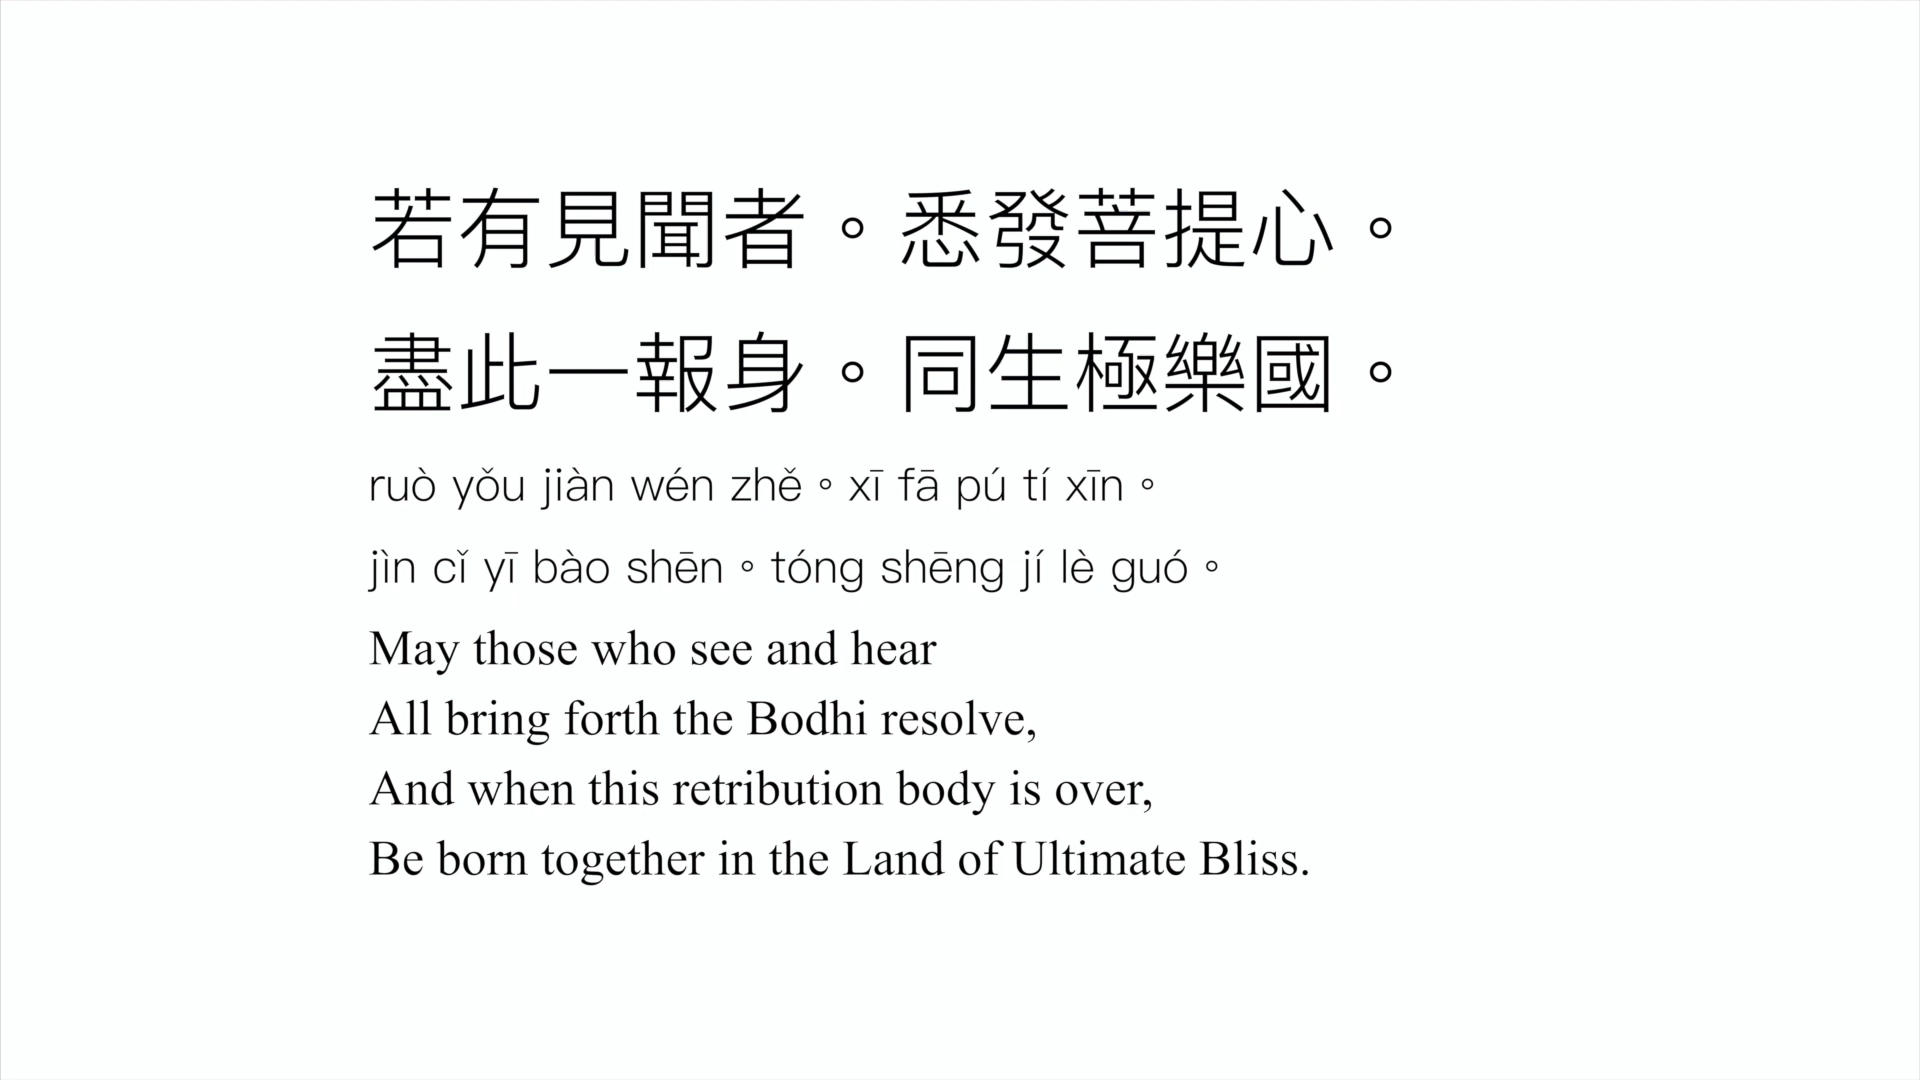 若有見聞者。悉發菩提心。
盡此一報身。同生極樂國。
ruò yǒu jiàn wén zhě。xī fā pú tí xīn。
jìn cǐ yī bào shēn。tóng shēng jí lè guó。
May those who see and hear
All bring forth the Bodhi resolve,
And when this retribution body is over,
Be born together in the Land of Ultimate Bliss.